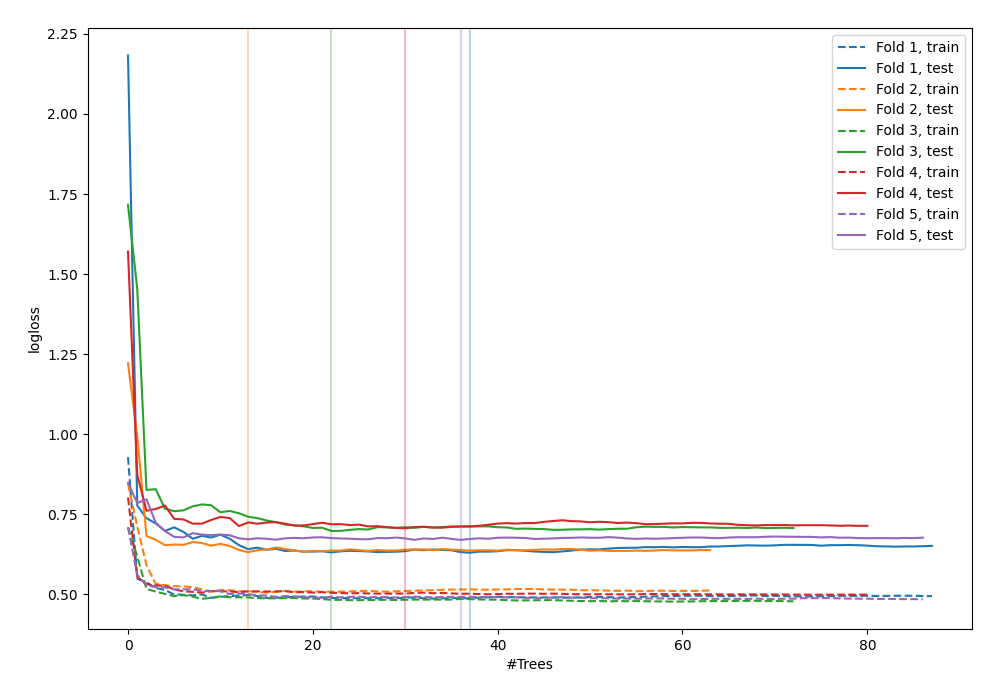 2.25
2.00
1.75
1.50
1.25
1.00
0.75
0.50
logloss
0
20
40
60
80
#Trees
Fold 1, train
Fold 1, test
Fold 2, train
Fold 2, test
Fold 3, train
Fold 3, test
Fold 4, train
Fold 4, test
Fold 5, train
Fold 5, test